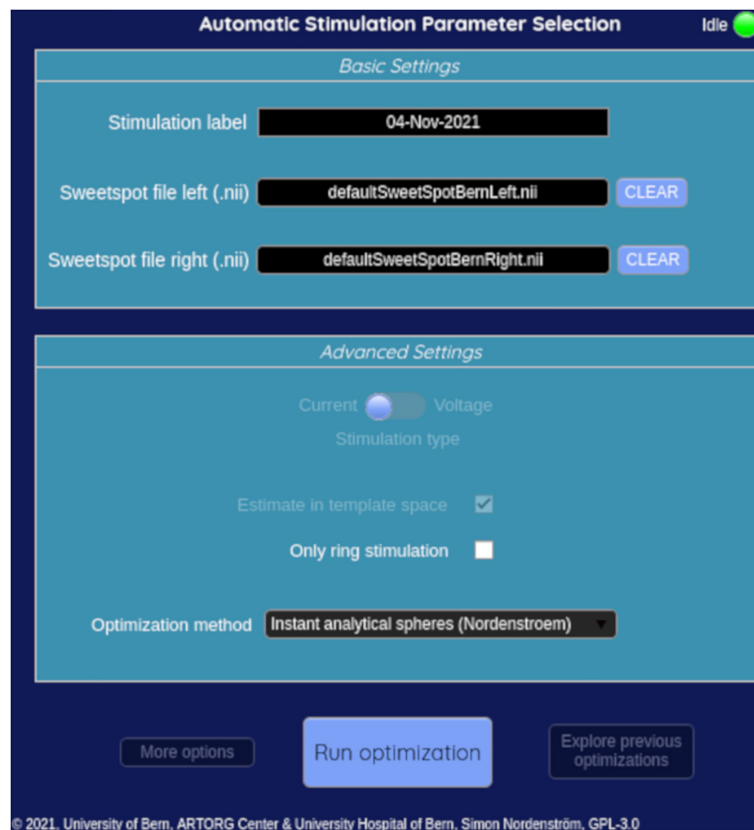 Automatic Stimulation Parameter Selection Idle
Basic Settings
Stimulation label 04-Nov-2021
Sweetspot file left (.nii) defaultSweetSpotBernLeft.nii CLEAR
Sweetspot file right (.nii) defaultSweetSpotBernRight.nii CLEAR
Advanced Settings
Current Voltage
Stimulation type
Estimate in template space
Only ring stimulation
Optimization method Instant analytical spheres (Nordenstroem)
More options
Run optimization
Explore previous
optimizations
© 2021, University of Bern, ARTORG Center & University Hospital of Bern, Simon Nordenström, GPL-3.0